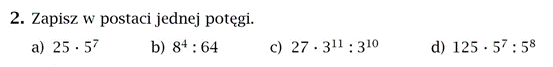 2. Zapisz w postaci jednej potęgi.
a) 25 · 5⁷ b) 8⁴ : 64 c) 27 · 3¹¹ : 3¹⁰ d) 125 · 5⁷ : 5⁸